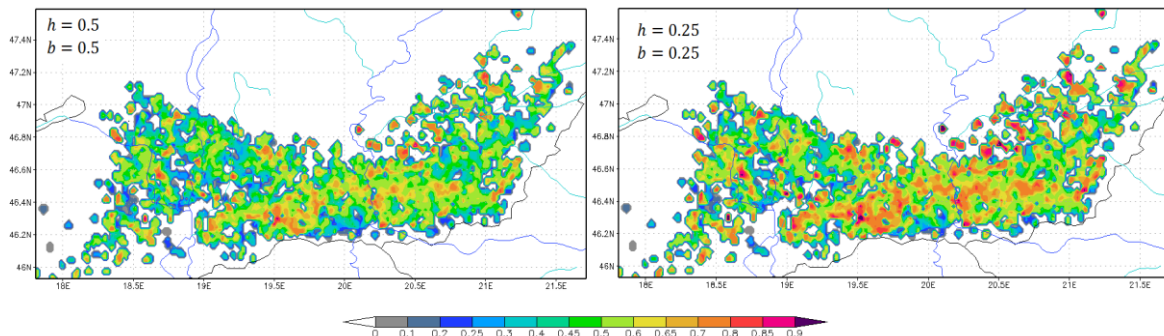 h = 0.5
b = 0.5
47.4N
47.2N
47N
46.8N
46.6N
46.4N
46.2N
46N
18E 18.5E 19E 19.5E 20E 20.5E 21E 21.5E
h = 0.25
b = 0.25
47.4N
47.2N
47N
46.8N
46.6N
46.4N
46.2N
46N
18E 18.5E 19E 19.5E 20E 20.5E 21E 21.5E
0 0.1 0.2 0.25 0.3 0.4 0.45 0.5 0.6 0.65 0.7 0.8 0.85 0.9